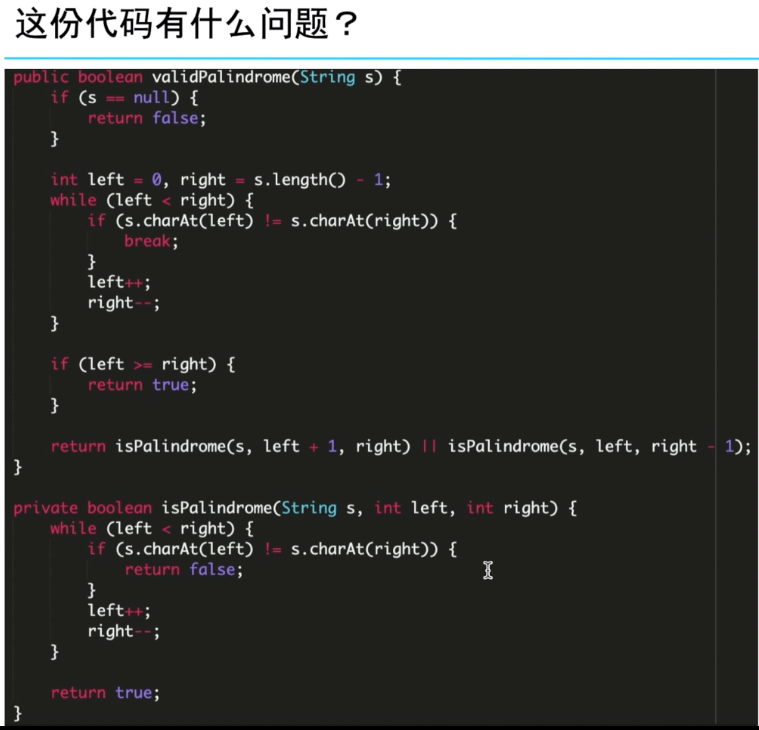 这份代码有什么问题？
public boolean validPalindrome(String s) {
    if (s == null) {
        return false;
    }

    int left = 0, right = s.length() - 1;
    while (left < right) {
        if (s.charAt(left) != s.charAt(right)) {
            break;
        }
        left++;
        right--;
    }

    if (left >= right) {
        return true;
    }

    return isPalindrome(s, left + 1, right) || isPalindrome(s, left, right - 1);
}

private boolean isPalindrome(String s, int left, int right) {
    while (left < right) {
        if (s.charAt(left) != s.charAt(right)) {
            return false;
        }
        left++;
        right--;
    }

    return true;
}